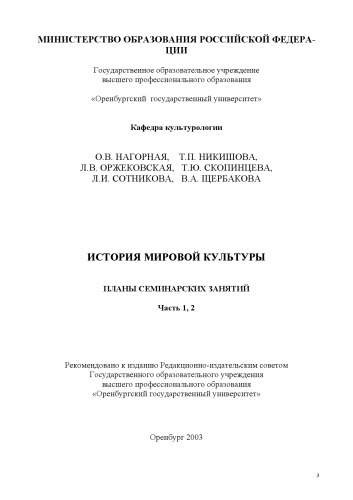 МИНИСТЕРСТВО ОБРАЗОВАНИЯ РОССИЙСКОЙ ФЕДЕРА-
ЦИИ
Государственное образовательное учреждение
высшего профессионального образования
«Оренбургский государственный университет»
Кафедра культурологии
О.В. НАГОРНАЯ, Т.П. НИКИШОВА,
Л.В. ОРЖЕКОВСКАЯ, Т.Ю. СКОПИНЦЕВА,
Л.И. СОТНИКОВА, В.А. ЩЕРБАКОВА
ИСТОРИЯ МИРОВОЙ КУЛЬТУРЫ
ПЛАНЫ СЕМИНАРСКИХ ЗАНЯТИЙ
Часть 1, 2
Рекомендовано к изданию Редакционно-издательским советом
Государственного образовательного учреждения
высшего профессионального образования
«Оренбургский государственный университет»
Оренбург 2003
3